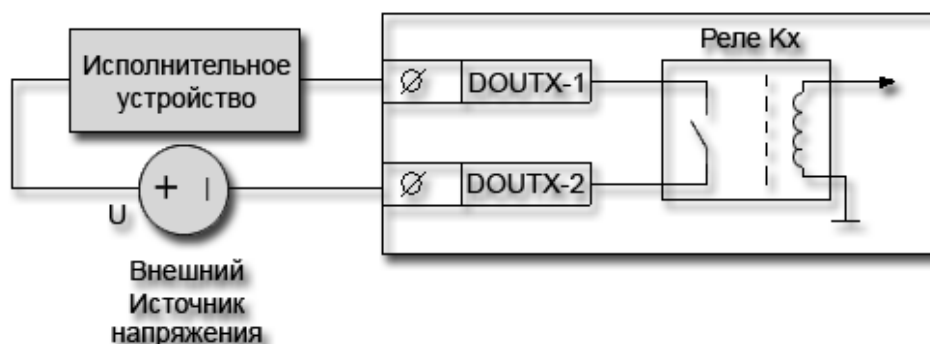 Реле Kx
Исполнительное
устройство
DOUTX-1
DOUTX-2
+
–
U
Внешний
Источник
напряжения